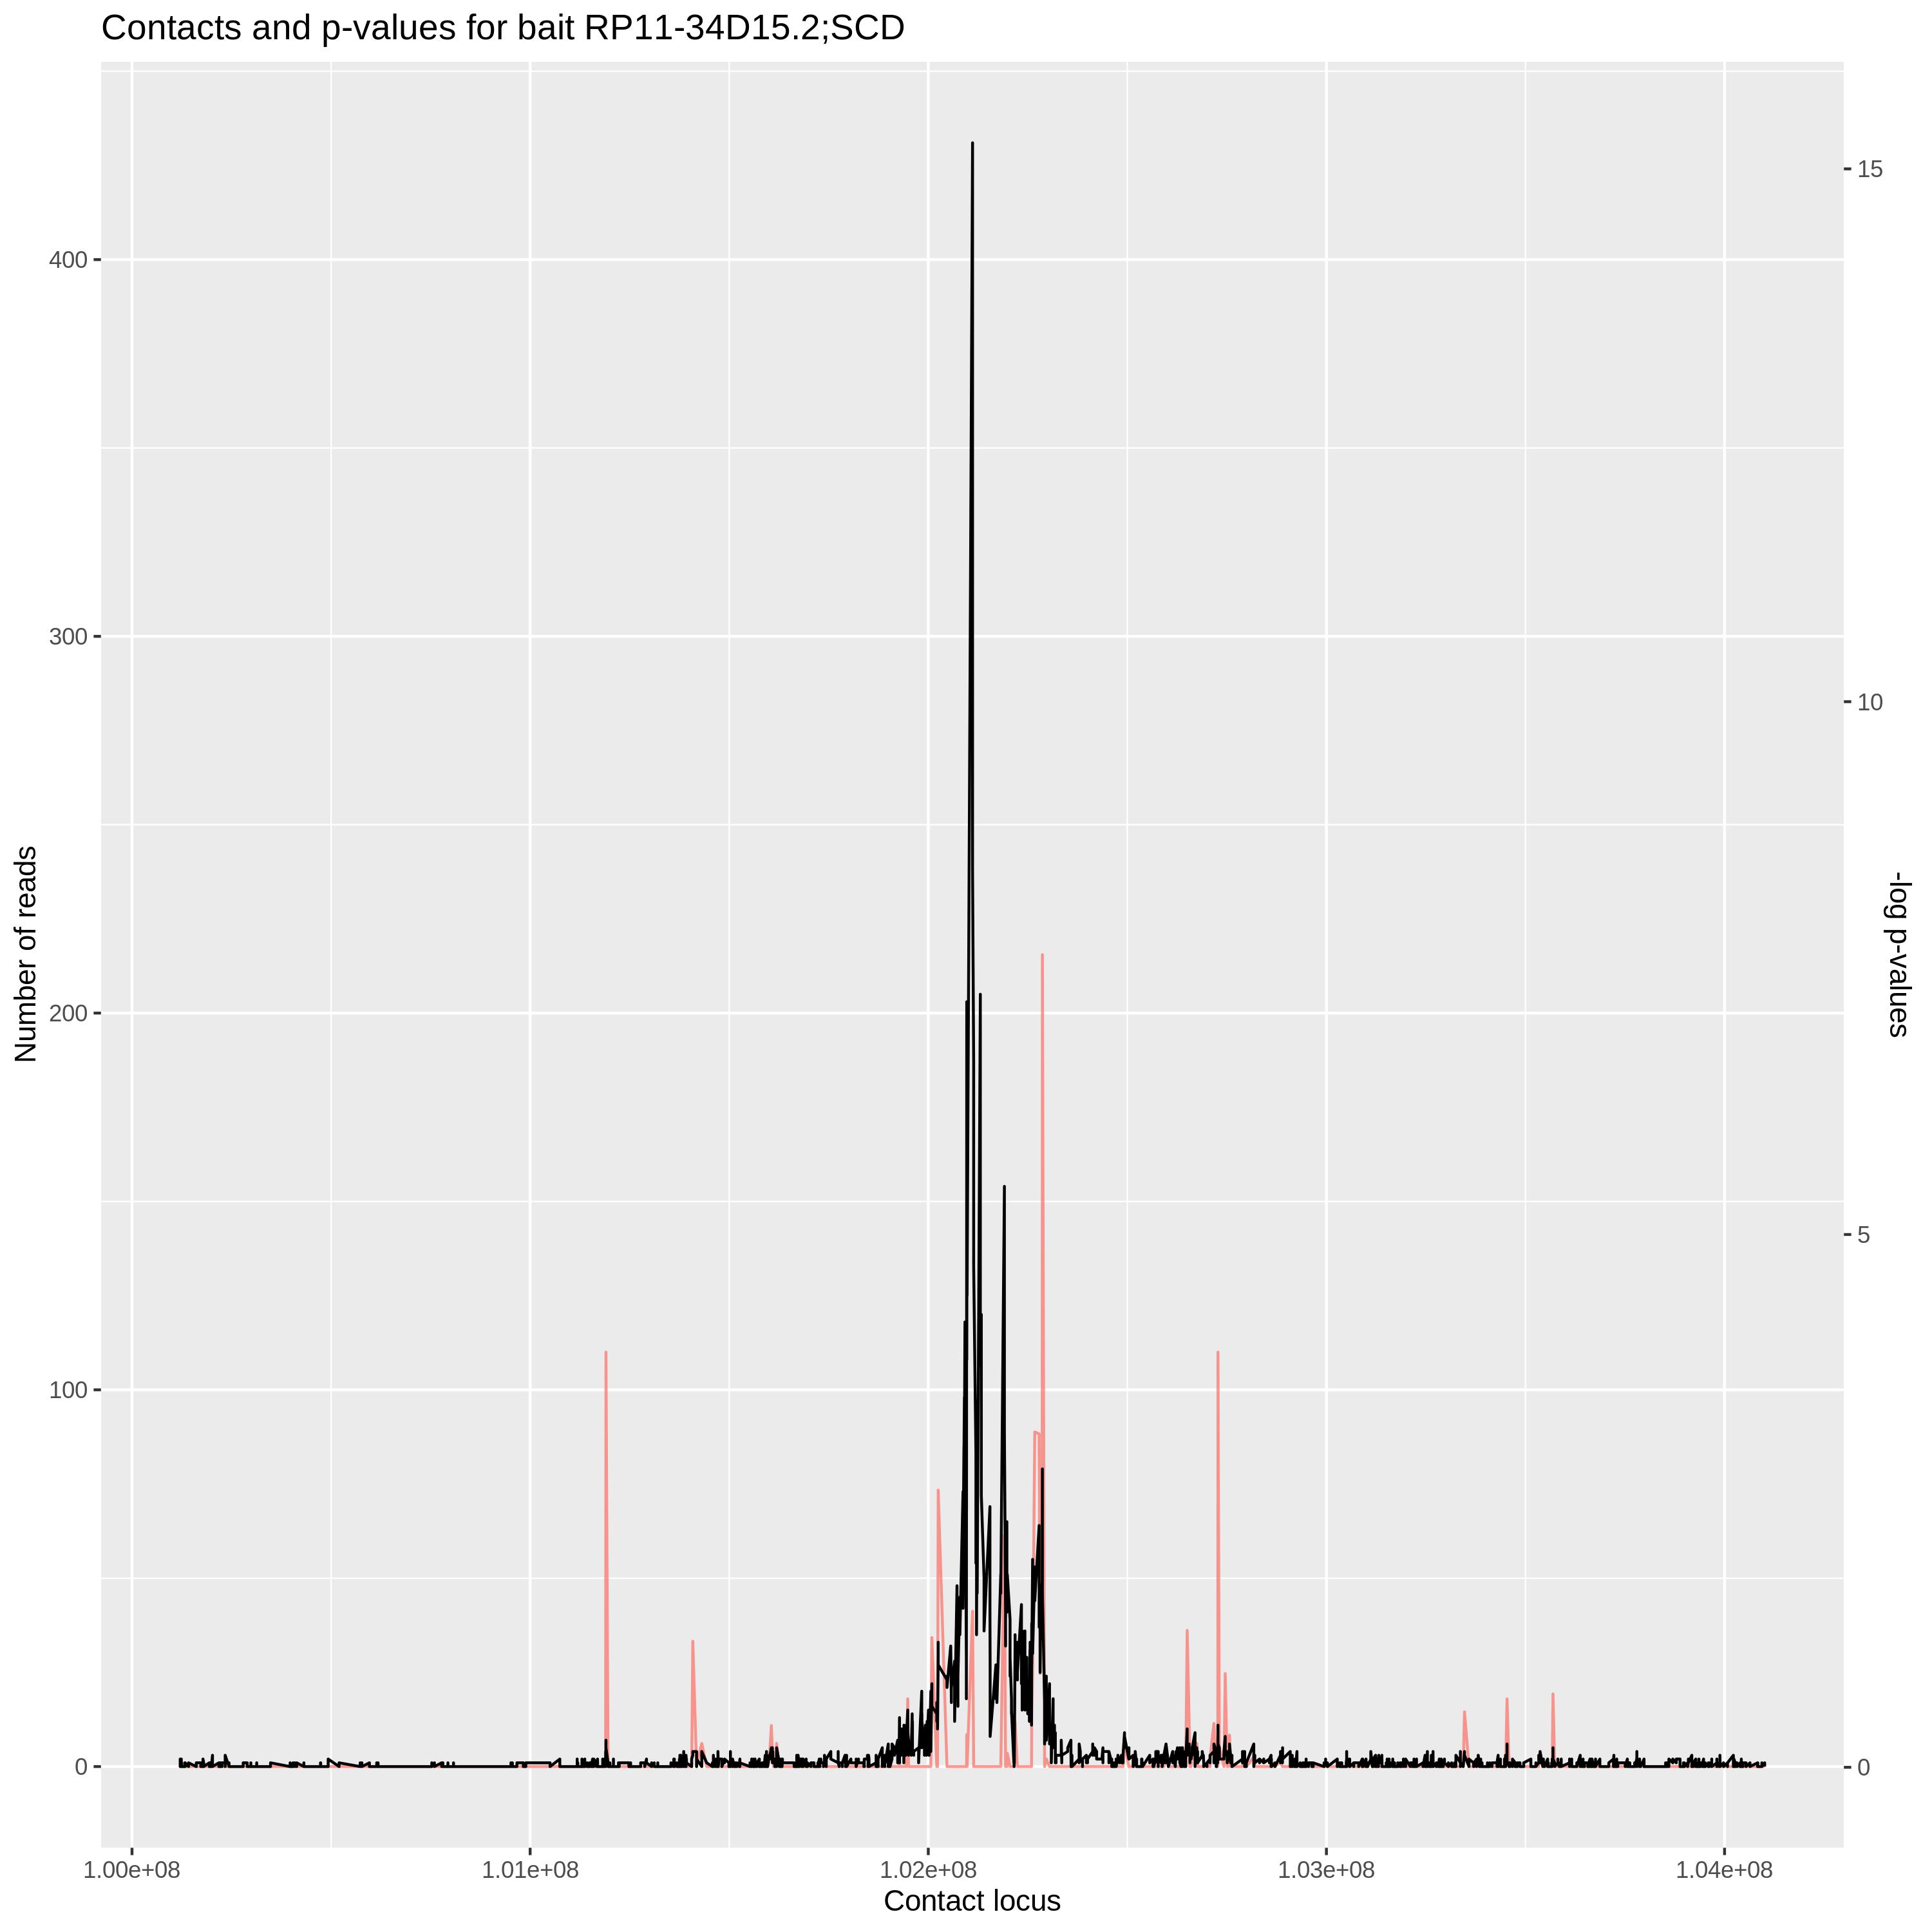 Contacts and p-values for bait RP11-34D15.2;SCD
Number of reads
400
300
200
100
0
15
10
5
0
-log p-values
1.00e+08 1.01e+08 1.02e+08 1.03e+08 1.04e+08
Contact locus